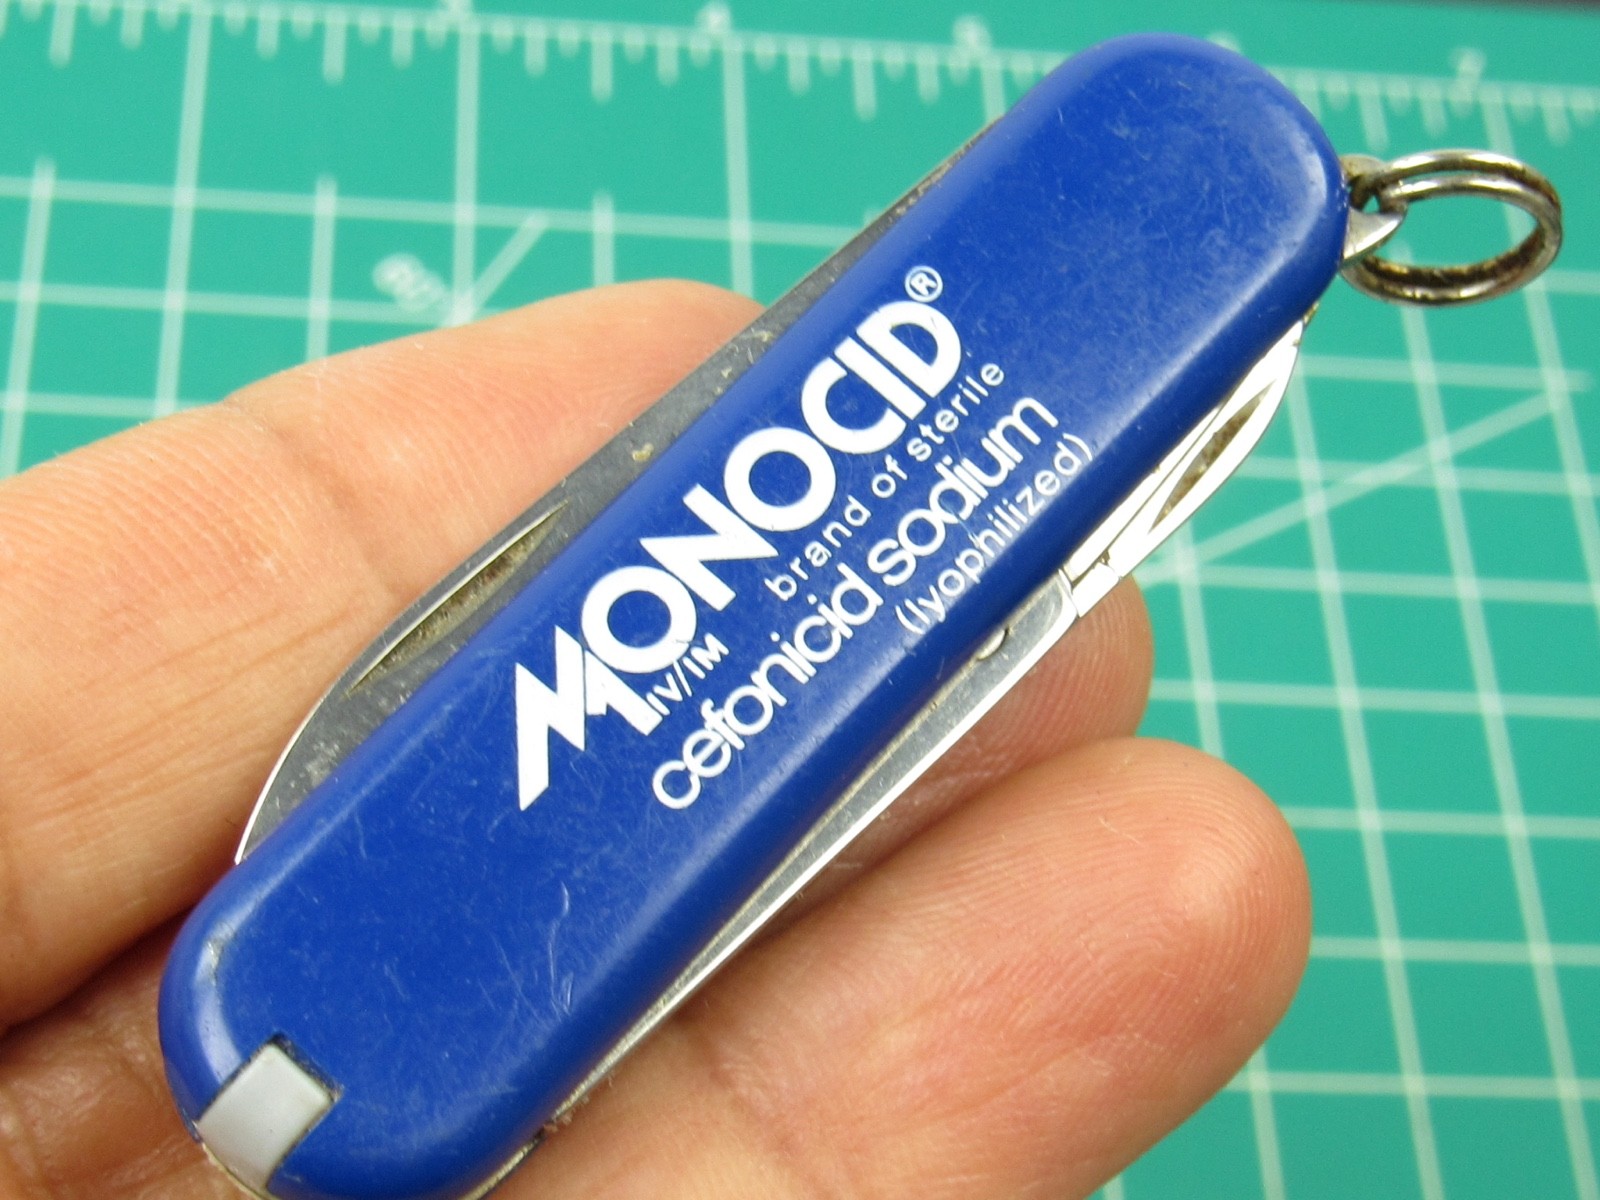 MONOCID®
IV/IM brand of sterile
cefonicid sodium
(lyophilized)